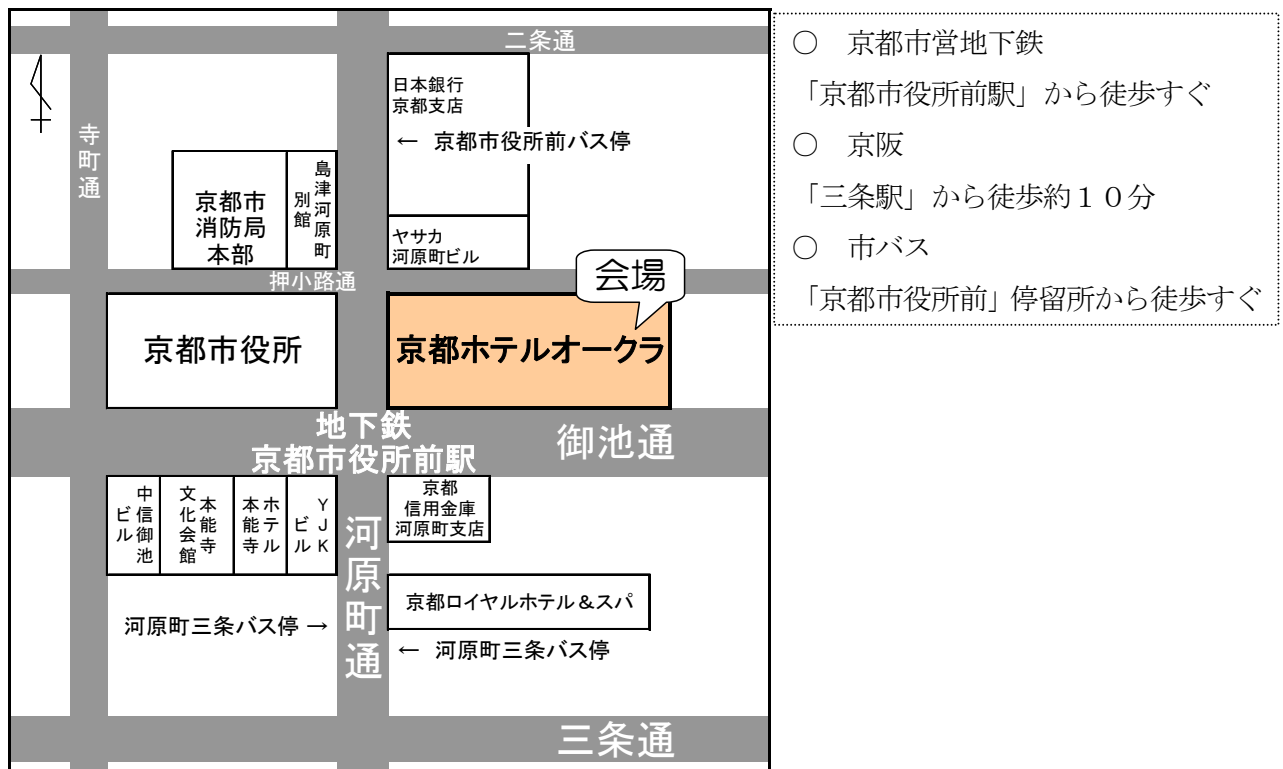 二条通
日本銀行
京都支店
← 京都市役所前バス停
寺町通
京都市
消防局
本部
島津河原町
別館
ヤサカ
河原町ビル
押小路通
会場
京都市役所
京都ホテルオークラ
地下鉄
京都市役所前駅
御池通
中信御池
ビル
本能寺
文化会館
ホテル
本能寺
YJK
ビル
河原町通
京都
信用金庫
河原町支店
京都ロイヤルホテル&スパ
河原町三条バス停 →
← 河原町三条バス停
三条通
○ 京都市営地下鉄
「京都市役所前駅」から徒歩すぐ
○ 京阪
「三条駅」から徒歩約１０分
○ 市バス
「京都市役所前」停留所から徒歩すぐ